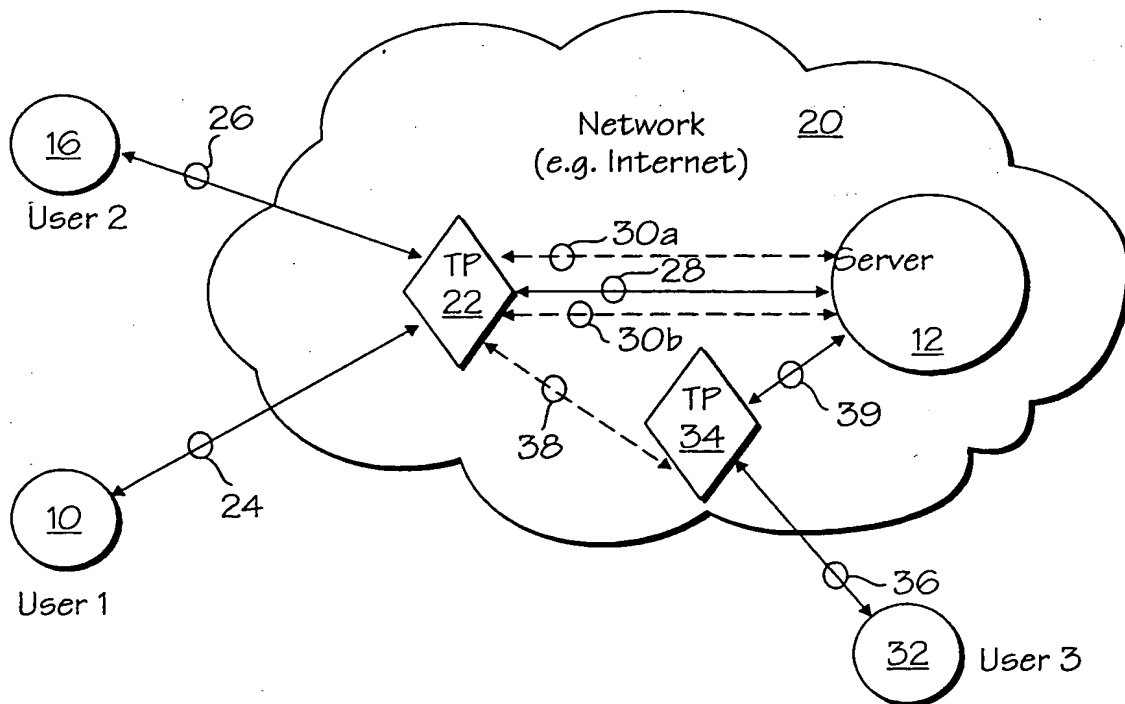 Network
(e.g. Internet)
20
26
16
User 2
30a
TP
22
28
Server
12
30b
39
TP
34
38
24
10
User 1
36
32
User 3